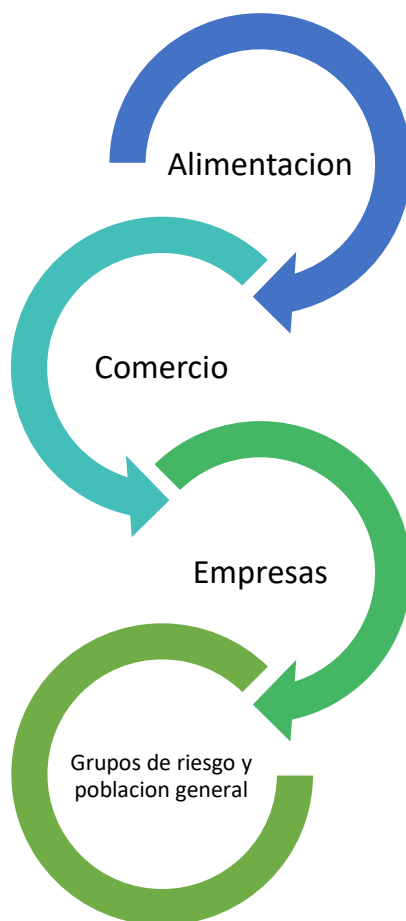 Alimentacion
Comercio
Empresas
Grupos de riesgo y
poblacion general